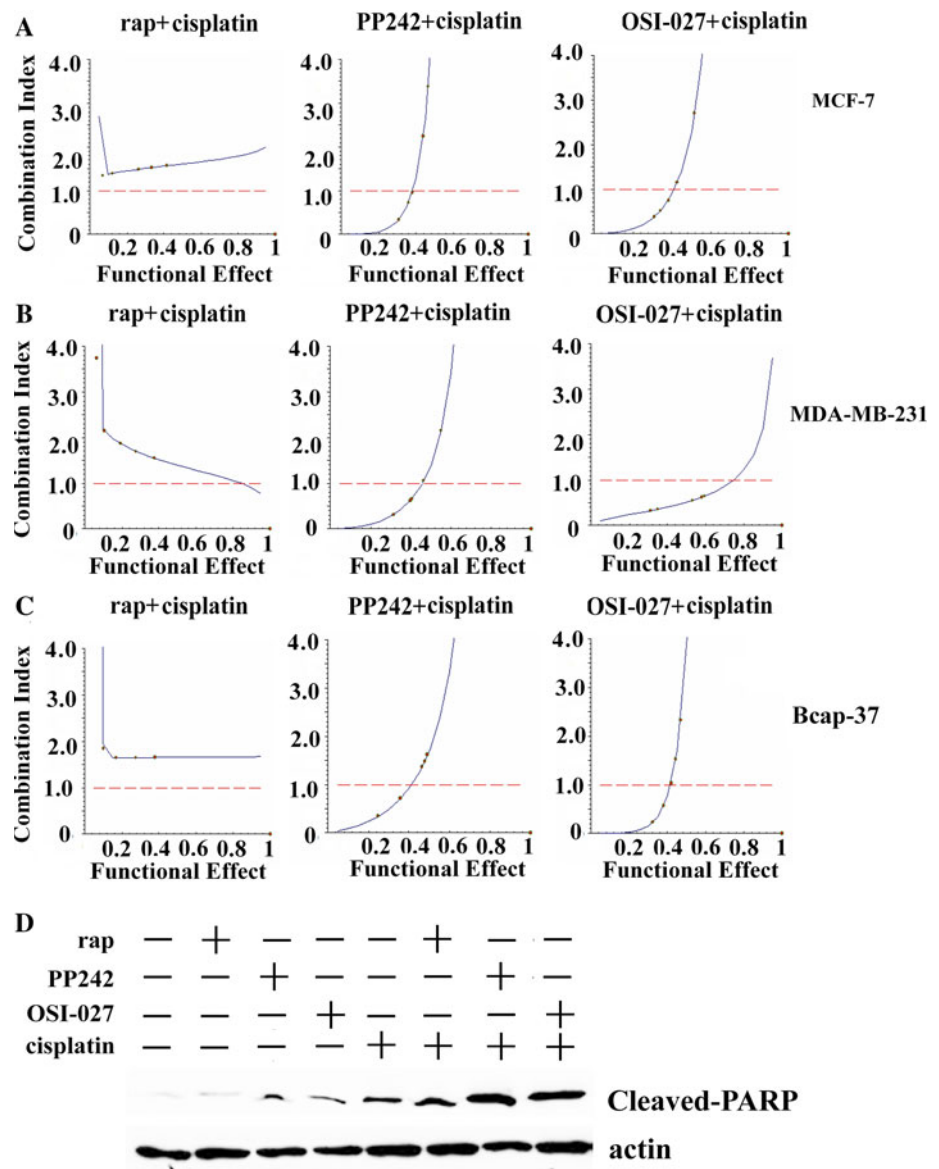 A
rap+cisplatin PP242+cisplatin OSI-027+cisplatin
Combination Index
4.0 4.0 4.0
3.0 3.0 3.0
2.0 2.0 2.0
1.0 1.0 1.0
0 0 0
0.2 0.4 0.6 0.8 1 0.2 0.4 0.6 0.8 1 0.2 0.4 0.6 0.8 1
Functional Effect Functional Effect Functional Effect
MCF-7
B
rap+cisplatin PP242+cisplatin OSI-027+cisplatin
Combination Index
4.0 4.0 4.0
3.0 3.0 3.0
2.0 2.0 2.0
1.0 1.0 1.0
0 0 0
0.2 0.4 0.6 0.8 1 0.2 0.4 0.6 0.8 1 0.2 0.4 0.6 0.8 1
Functional Effect Functional Effect Functional Effect
MDA-MB-231
C
rap+cisplatin PP242+cisplatin OSI-027+cisplatin
Combination Index
4.0 4.0 4.0
3.0 3.0 3.0
2.0 2.0 2.0
1.0 1.0 1.0
0 0 0
0.2 0.4 0.6 0.8 1 0.2 0.4 0.6 0.8 1 0.2 0.4 0.6 0.8 1
Functional Effect Functional Effect Functional Effect
Bcap-37
D
rap — + — — — + — —
PP242 — — + — — — + —
OSI-027 — — — + — — — +
cisplatin — — — — + + + +
Cleaved-PARP
actin